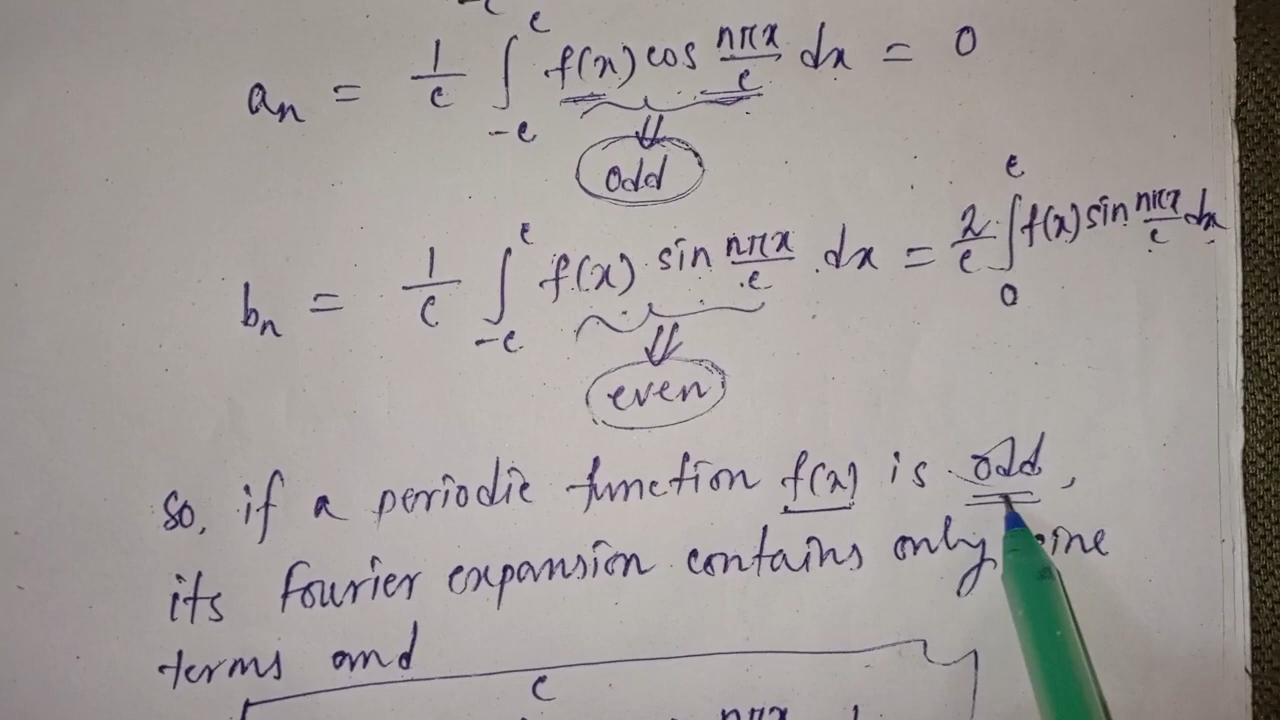 aₙ = 1/c ∫_{-c}^{c} f(x) cos nπx/c dx = 0
odd
bₙ = 1/c ∫_{-c}^{c} f(x) sin nπx/c dx = 2/c ∫_{0}^{c} f(x) sin nπx/c dx
even
So, if a periodic function f(x) is odd,
its fourier expansion contains only sine
terms and
c
nπx